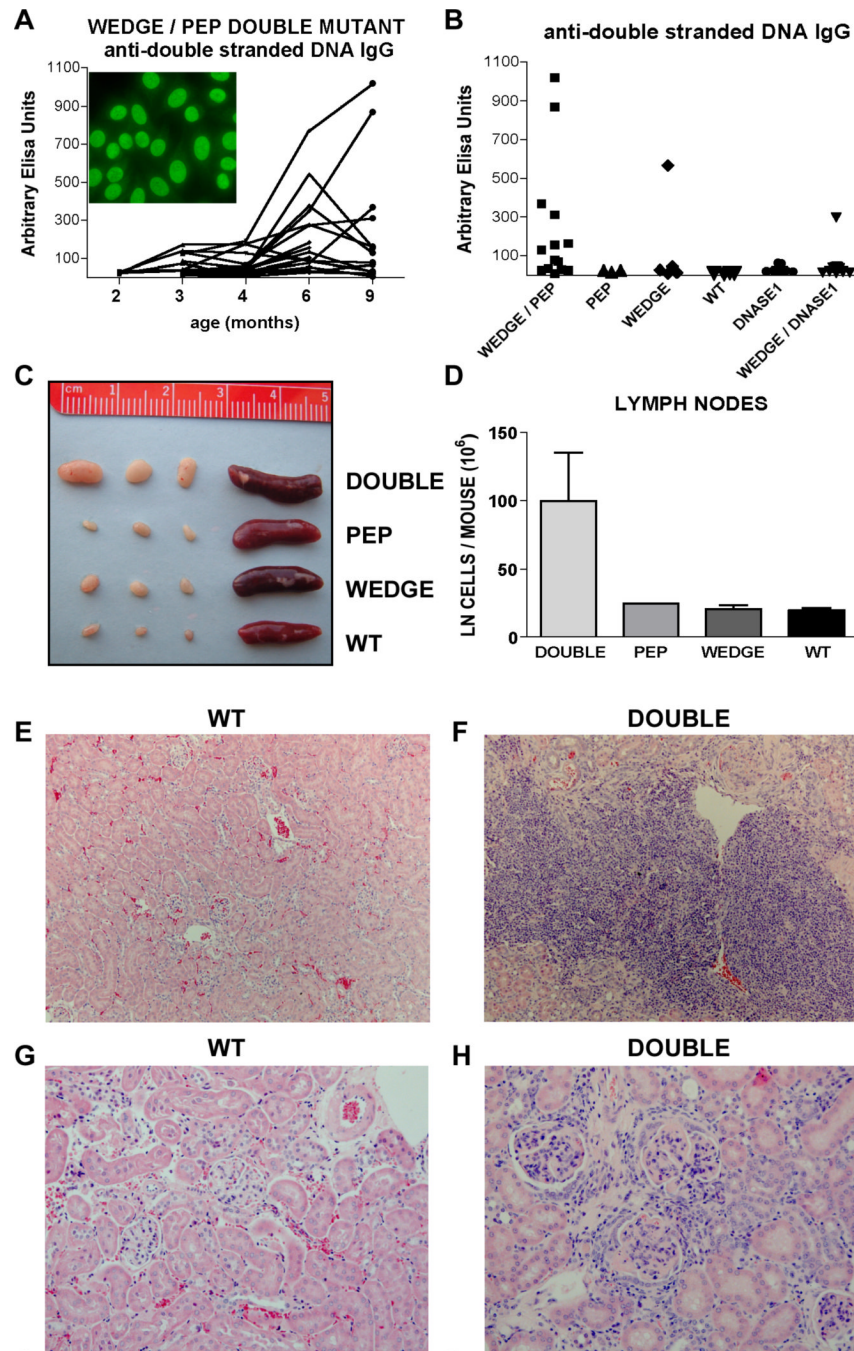 A
WEDGE / PEP DOUBLE MUTANT
anti-double stranded DNA IgG
Arbitrary Elisa Units
1100
900
700
500
300
100
2
3
4
6
9
age (months)
B
anti-double stranded DNA IgG
Arbitrary Elisa Units
1100
900
700
500
300
100
WEDGE / PEP
PEP
WEDGE
WT
DNASE1
WEDGE / DNASE1
C
cm 1 2 3 4 5
DOUBLE
PEP
WEDGE
WT
D
LYMPH NODES
LN CELLS / MOUSE (10⁶)
150
100
50
0
DOUBLE
PEP
WEDGE
WT
E
WT
F
DOUBLE
G
WT
H
DOUBLE